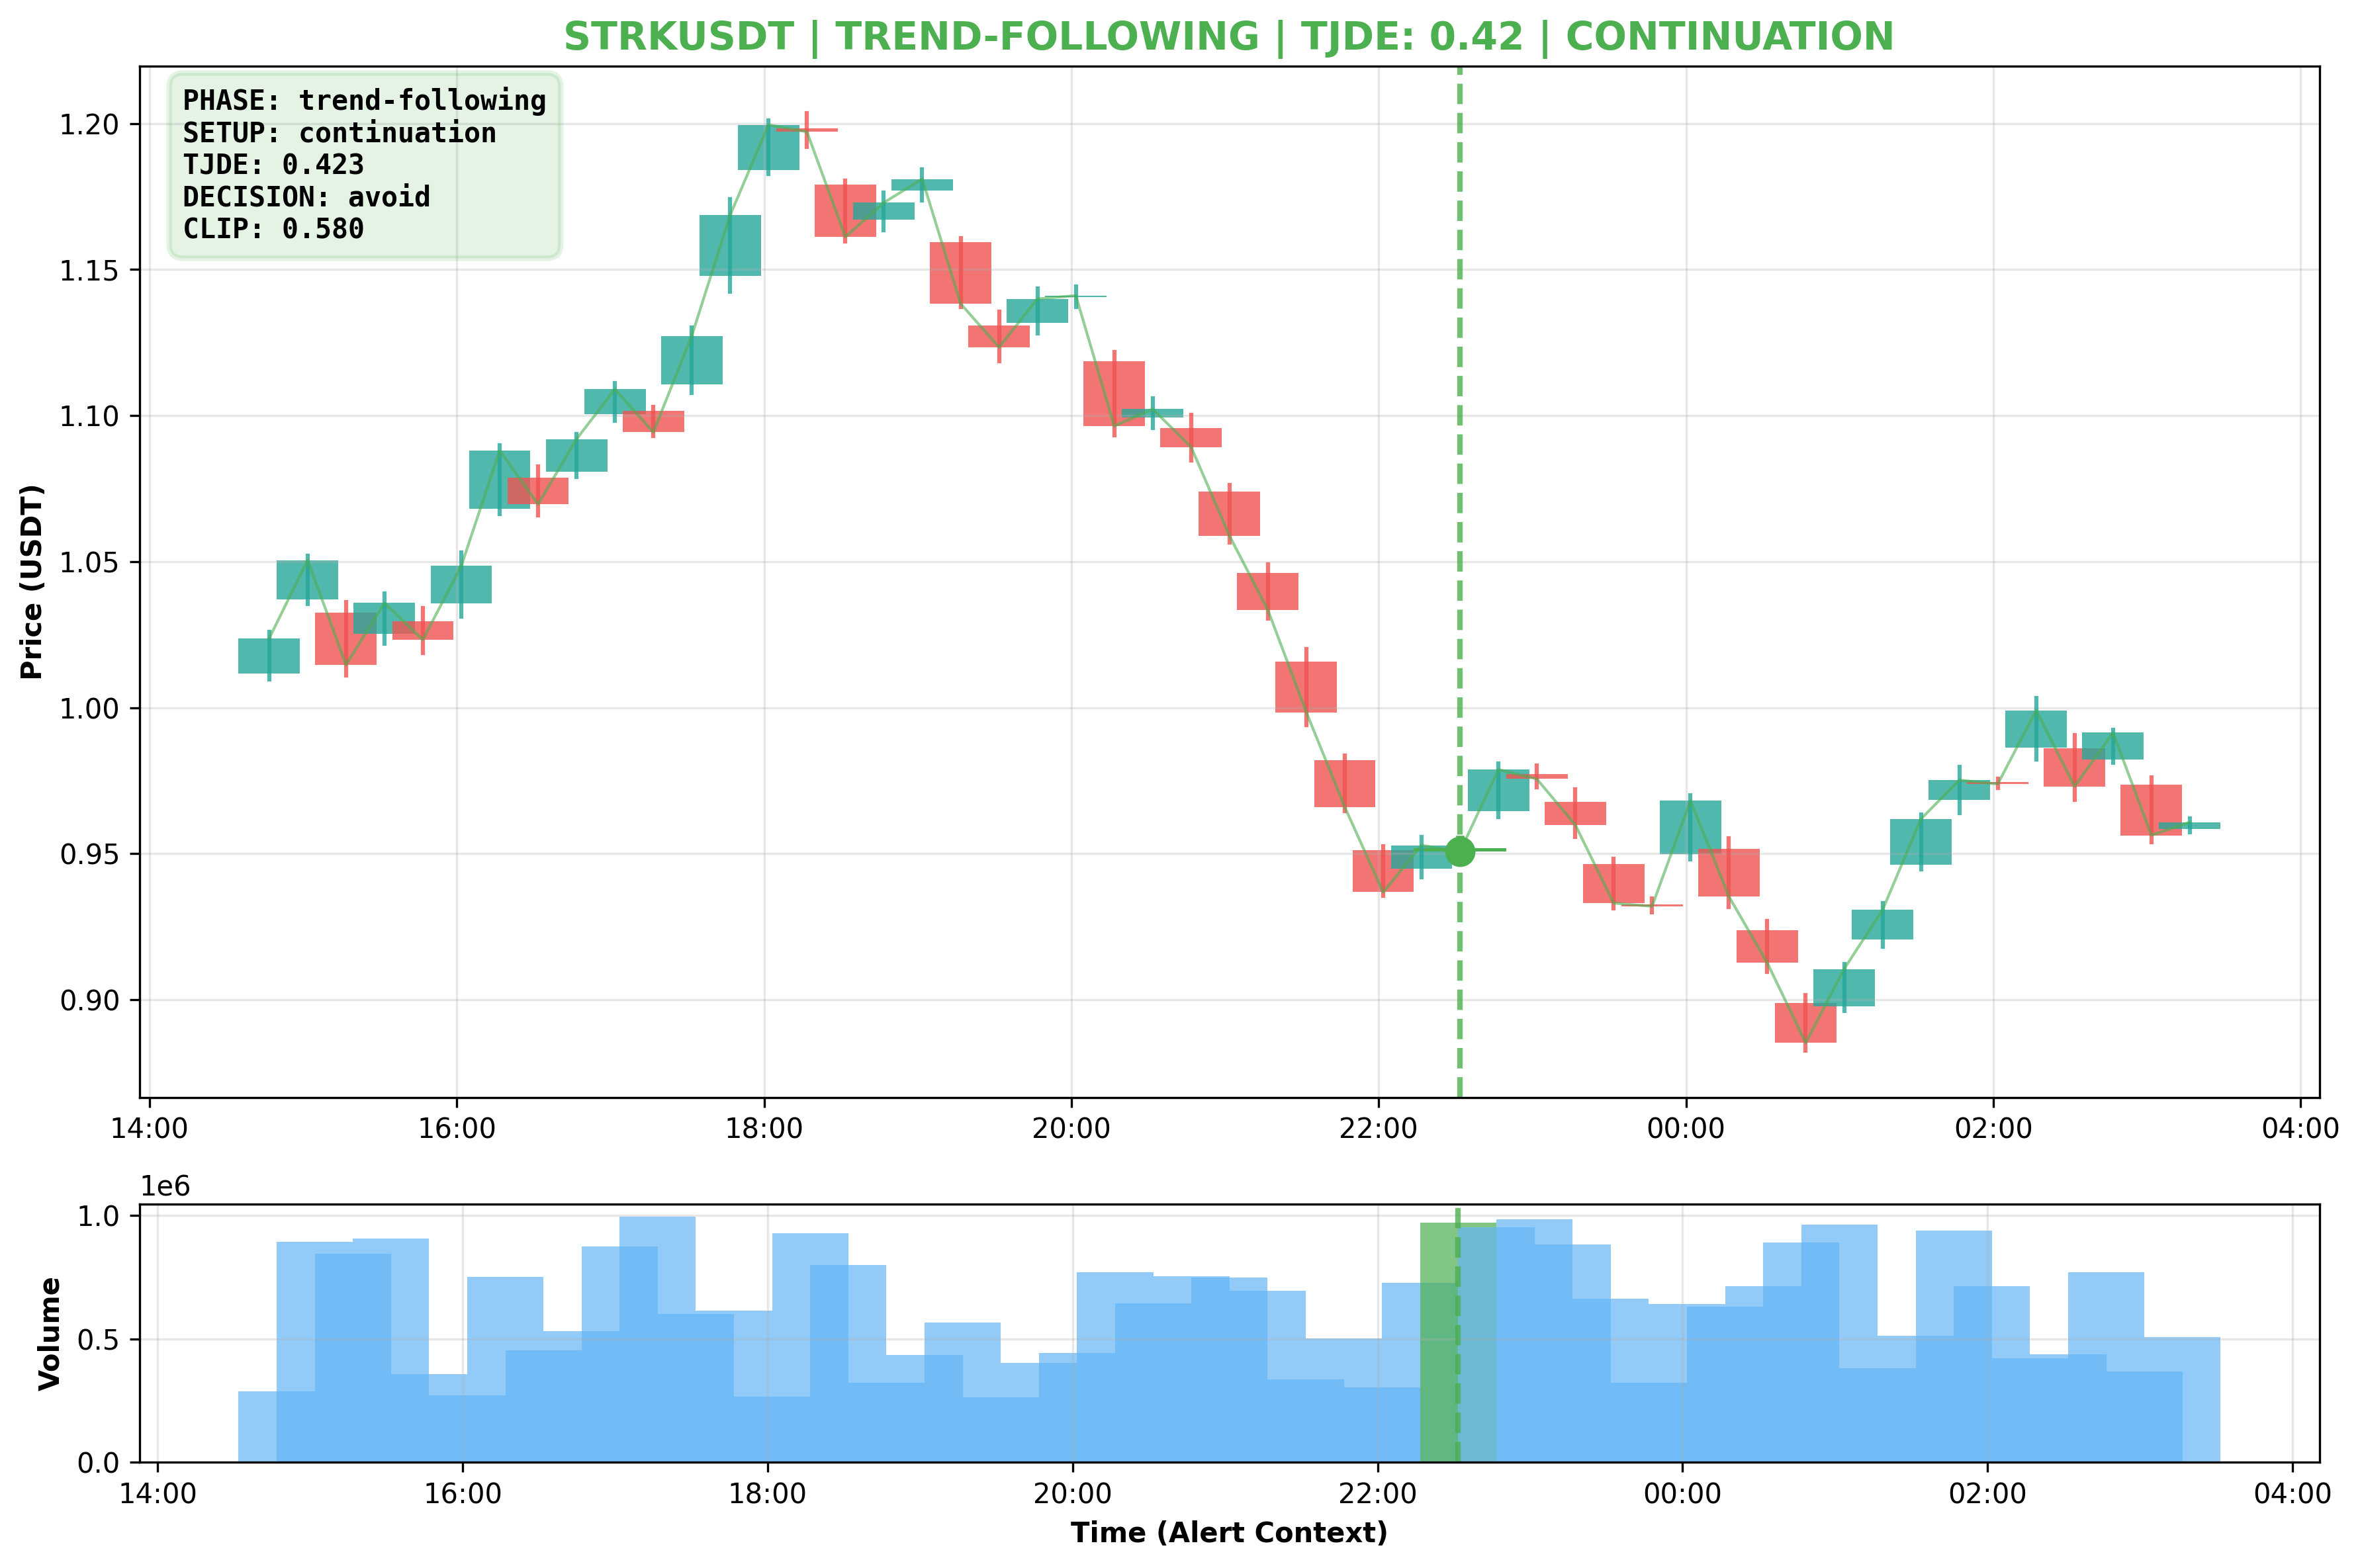 STRKUSDT | TREND-FOLLOWING | TJDE: 0.42 | CONTINUATION
PHASE: trend-following
SETUP: continuation
TJDE: 0.423
DECISION: avoid
CLIP: 0.580
1.20
1.15
1.10
1.05
1.00
0.95
0.90
Price (USDT)
14:00 16:00 18:00 20:00 22:00 00:00 02:00 04:00
1e6
1.0
0.5
0.0
Volume
14:00 16:00 18:00 20:00 22:00 00:00 02:00 04:00
Time (Alert Context)